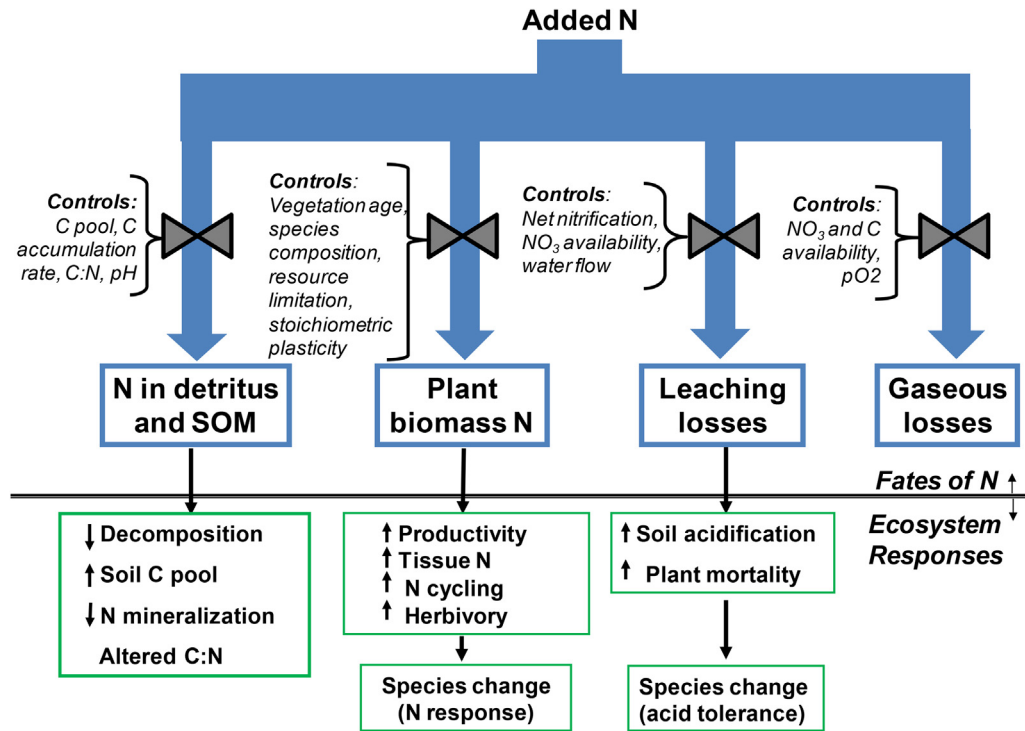 Added N
Controls:
C pool, C
accumulation
rate, C:N, pH
Controls:
Vegetation age,
species
composition,
resource
limitation,
stoichiometric
plasticity
Controls:
Net nitrification,
NO3 availability,
water flow
Controls:
NO3 and C
availability,
pO2
N in detritus
and SOM
Plant
biomass N
Leaching
losses
Gaseous
losses
Fates of N ↑
Ecosystem ↓
Responses
↓ Decomposition
↑ Soil C pool
↓ N mineralization
Altered C:N
↑ Productivity
↑ Tissue N
↑ N cycling
↑ Herbivory
↑ Soil acidification
↑ Plant mortality
Species change
(N response)
Species change
(acid tolerance)